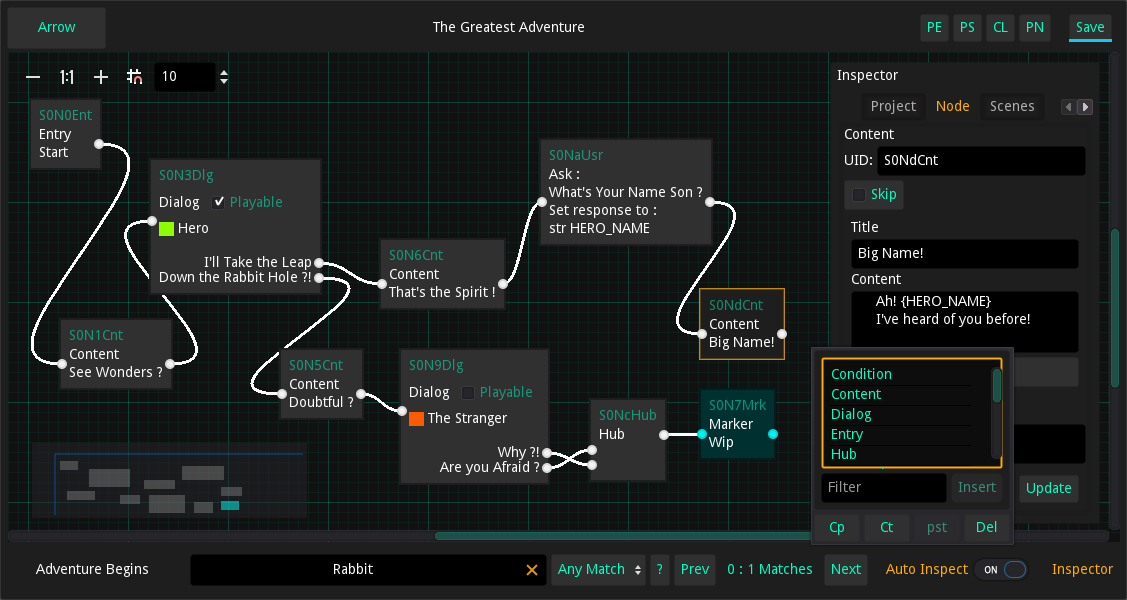 Arrow
The Greatest Adventure
PE PS CL PN Save
1:1
10
S0N0Ent
Entry
Start
S0N3Dlg
Dialog Playable
Hero
I'll Take the Leap
Down the Rabbit Hole ?!
S0N1Cnt
Content
See Wonders ?
S0N6Cnt
Content
That's the Spirit !
S0NaUsr
Ask :
What's Your Name Son ?
Set response to :
str HERO_NAME
S0N5Cnt
Content
Doubtful ?
S0N9Dlg
Dialog Playable
The Stranger
Why ?!
Are you Afraid ?
S0NcHub
Hub
S0NdCnt
Content
Big Name!
S0N7Mrk
Marker
Wip
Inspector
Project Node Scenes
Content
UID: S0NdCnt
Skip
Title
Big Name!
Content
Ah! {HERO_NAME}
I've heard of you before!
Condition
Content
Dialog
Entry
Hub
Filter Insert
Update
Cp Ct pst Del
Adventure Begins
Rabbit
Any Match ? Prev 0 : 1 Matches Next
Auto Inspect ON Inspector